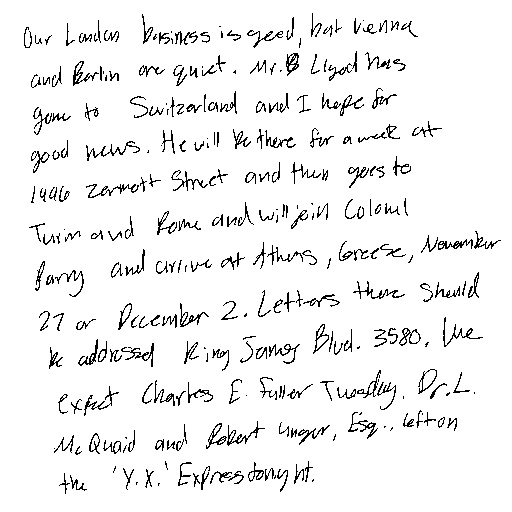 Our London business is good, but Vienna
and Berlin are quiet. Mr. B Llyod has
gone to Switzerland and I hope for
good news. He will be there for a week at
1496 Zermott Street and then goes to
Turin and Rome and will join Colonel
Parry and arrive at Athens, Greese, November
27 or December 2. Letters there should
be addressed King James Blvd. 3580. We
expect Charles E. Fuller Tuesday. Dr. L.
McQuaid and Robert Unger, Esq., left on
the 'Y.X.' Express tonight.